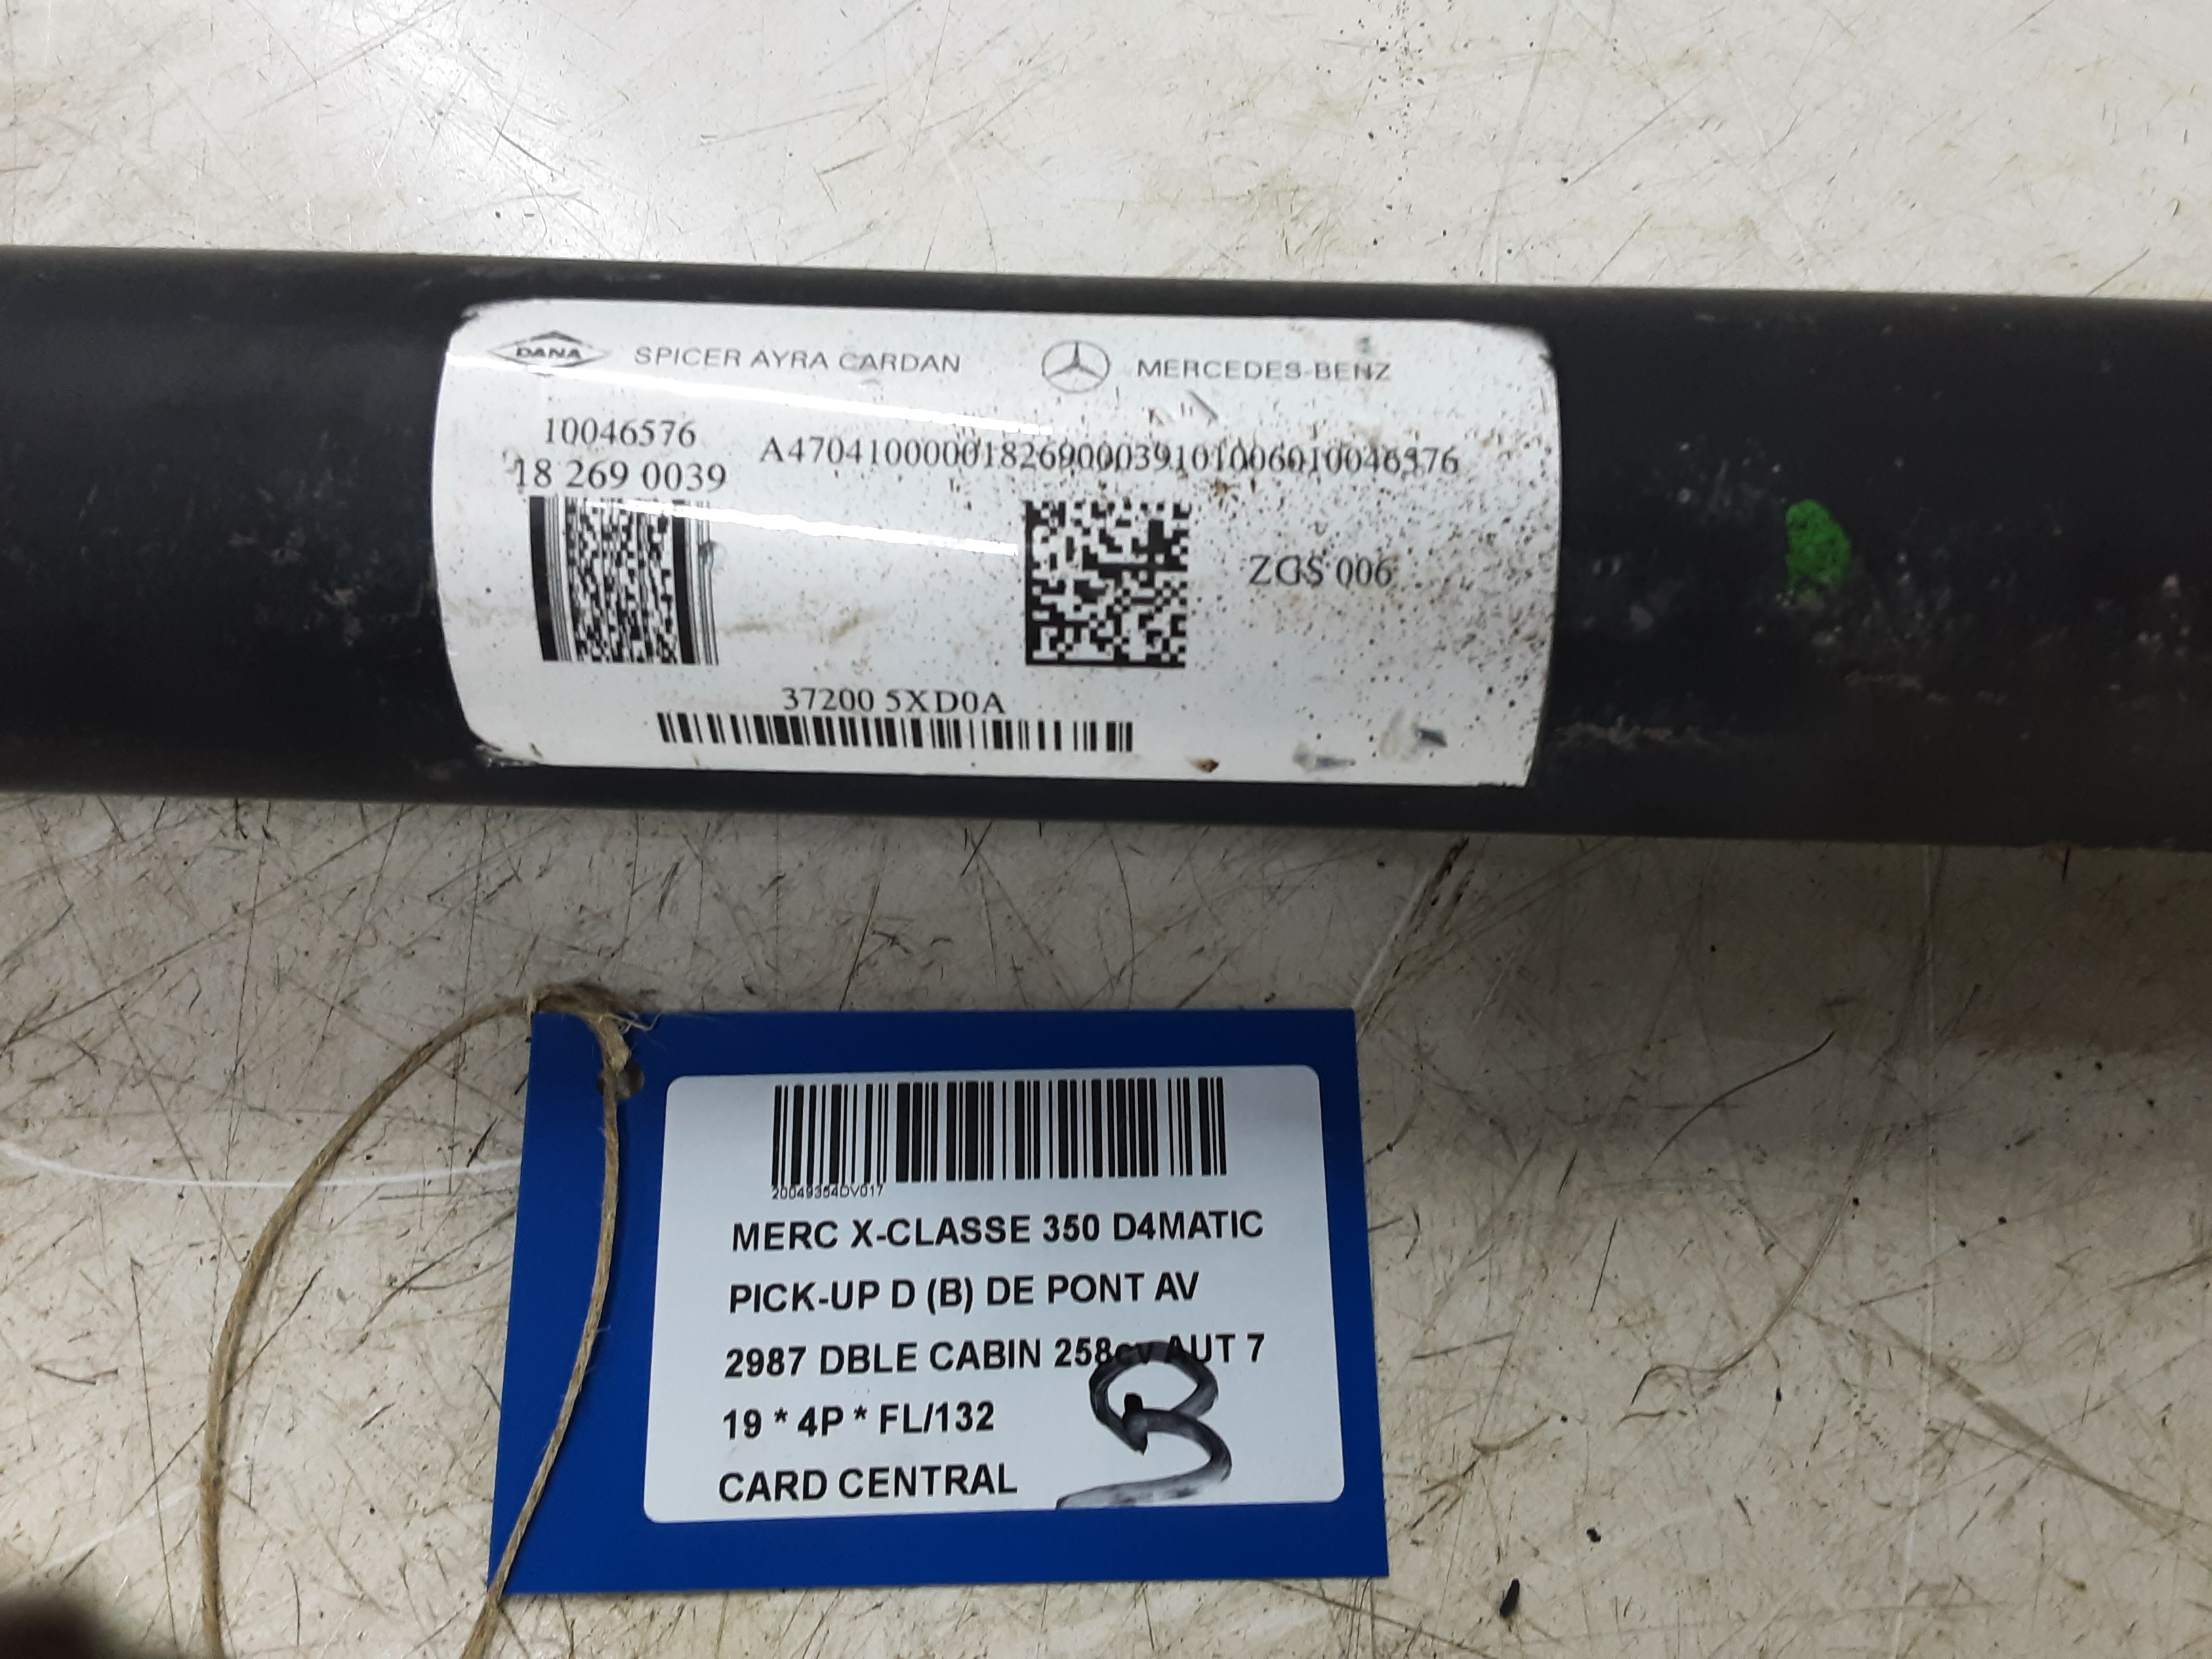 DANA SPICER AYRA CARDAN MERCEDES-BENZ
10046576
18 269 0039
A47041000001826900039101006010046576
ZGS 006
37200 5XD0A
20049354DV017
MERC X-CLASSE 350 D4MATIC
PICK-UP D (B) DE PONT AV
2987 DBLE CABIN 258cv AUT 7
19 * 4P * FL/132
CARD CENTRAL
B